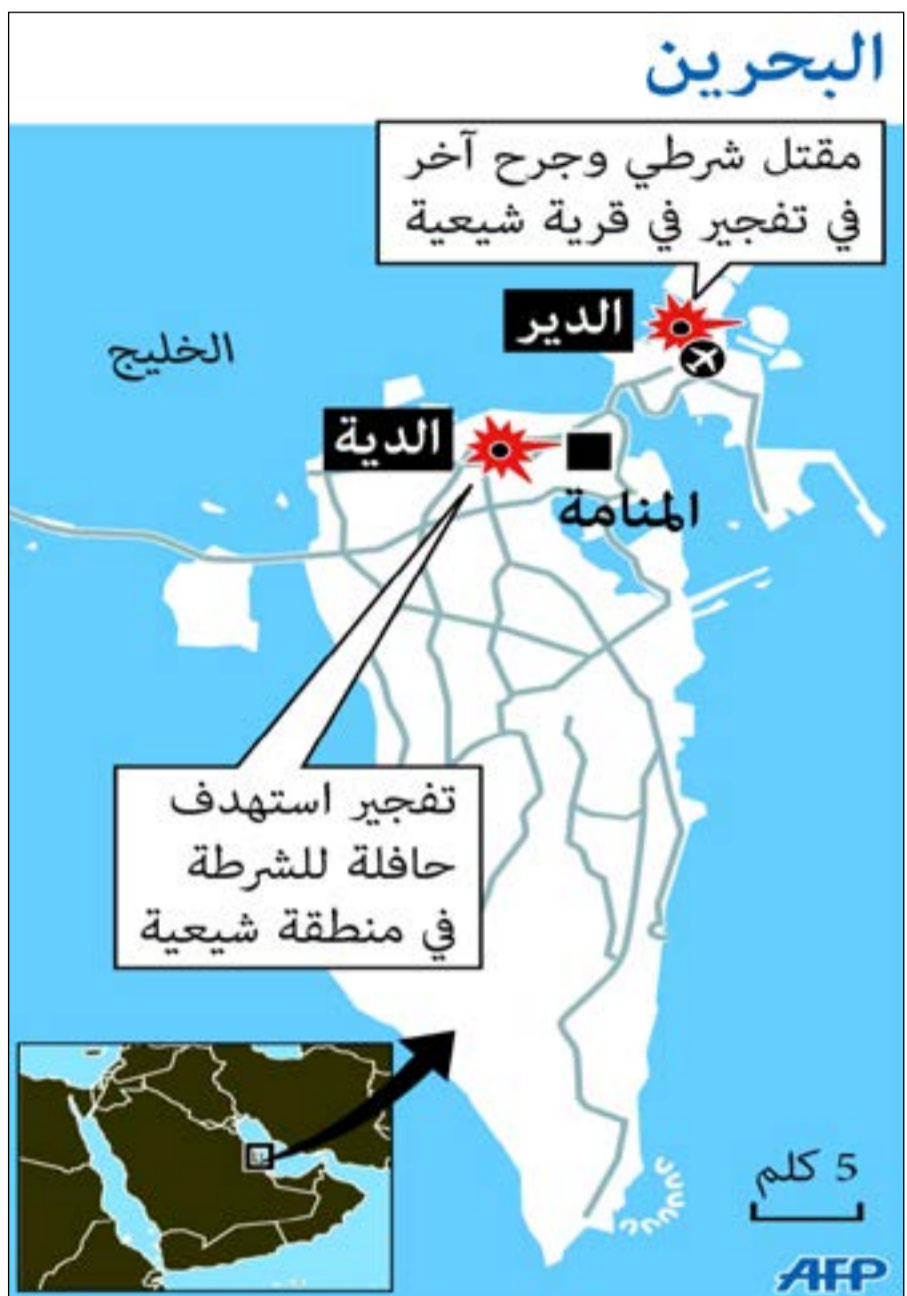 البحرين
مقتل شرطي وجرح آخر
في تفجير في قرية شيعية
الدير
الخليج
الدية
المنامة
تفجير استهدف
حافلة للشرطة
في منطقة شيعية
5 كلم
AFP